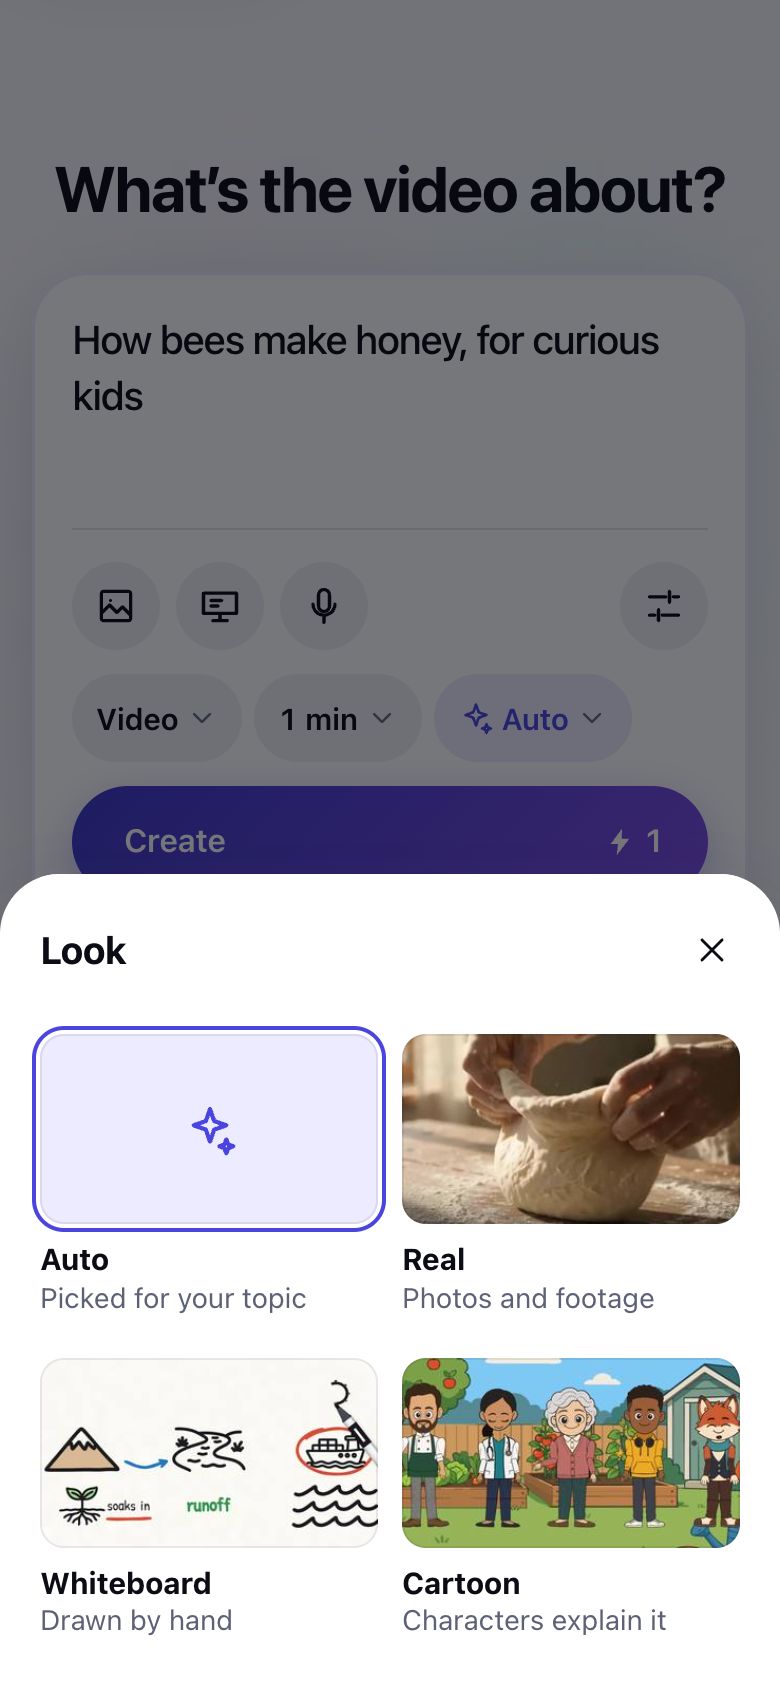 What's the video about?
How bees make honey, for curious
kids
Video
1 min
Auto
Create
1
Look
Auto
Picked for your topic
Real
Photos and footage
soaks in
runoff
Whiteboard
Drawn by hand
Cartoon
Characters explain it